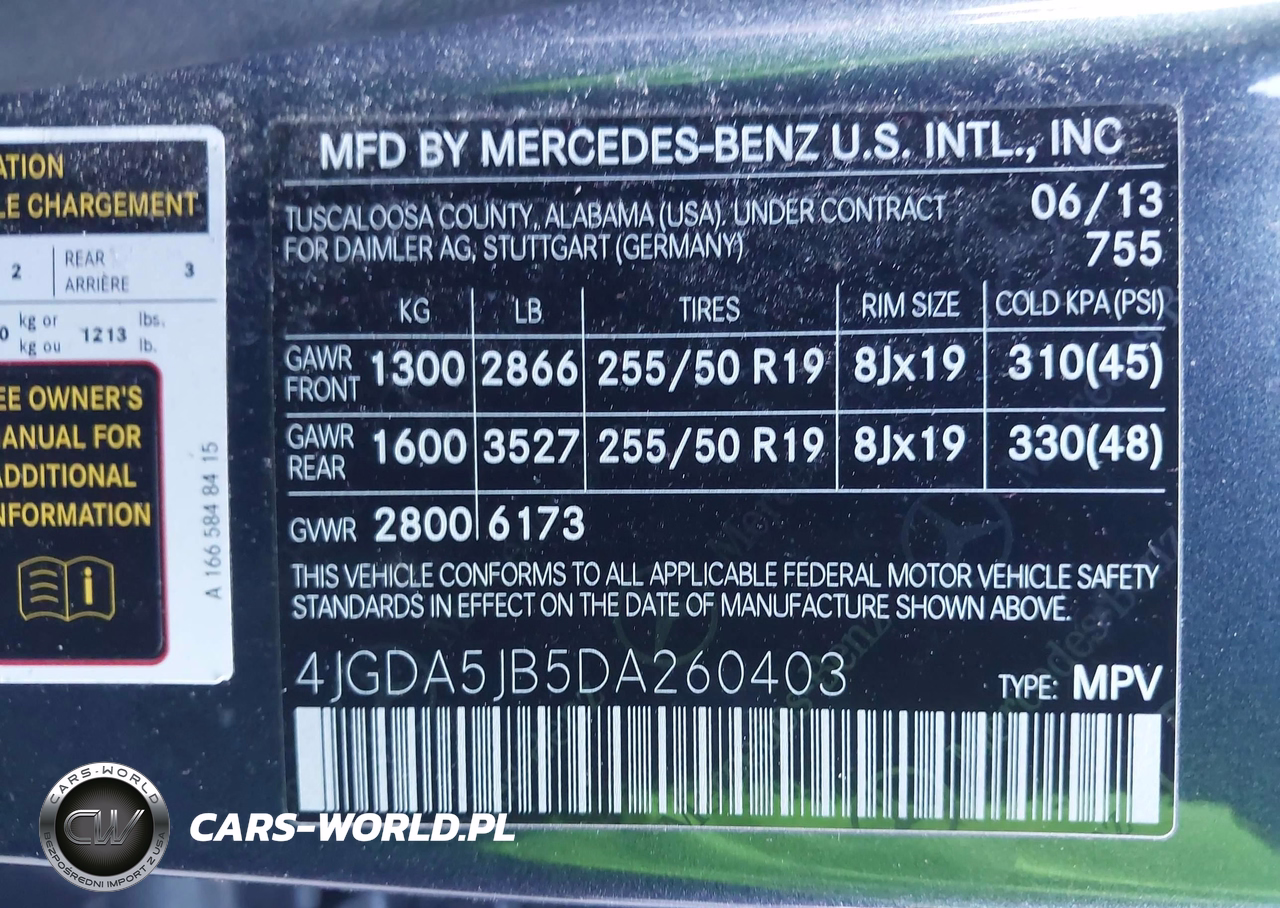 ATION
LE CHARGEMENT
2 REAR ARRIÈRE 3
0 kg or kg ou 1213 lbs. lb.
EE OWNER'S
ANUAL FOR
ADDITIONAL
NFORMATION
A 166 584 84 15
MFD BY MERCEDES-BENZ U.S. INTL., INC
TUSCALOOSA COUNTY, ALABAMA (USA), UNDER CONTRACT 06/13
FOR DAIMLER AG, STUTTGART (GERMANY) 755
KG LB TIRES RIM SIZE COLD KPA (PSI)
GAWR FRONT 1300 2866 255/50 R19 8Jx19 310(45)
GAWR REAR 1600 3527 255/50 R19 8Jx19 330(48)
GVWR 2800 6173
THIS VEHICLE CONFORMS TO ALL APPLICABLE FEDERAL MOTOR VEHICLE SAFETY
STANDARDS IN EFFECT ON THE DATE OF MANUFACTURE SHOWN ABOVE.
4JGDA5JB5DA260403 TYPE: MPV
CARS-WORLD
CW
BEZPOŚREDNI IMPORT Z USA
CARS-WORLD.PL